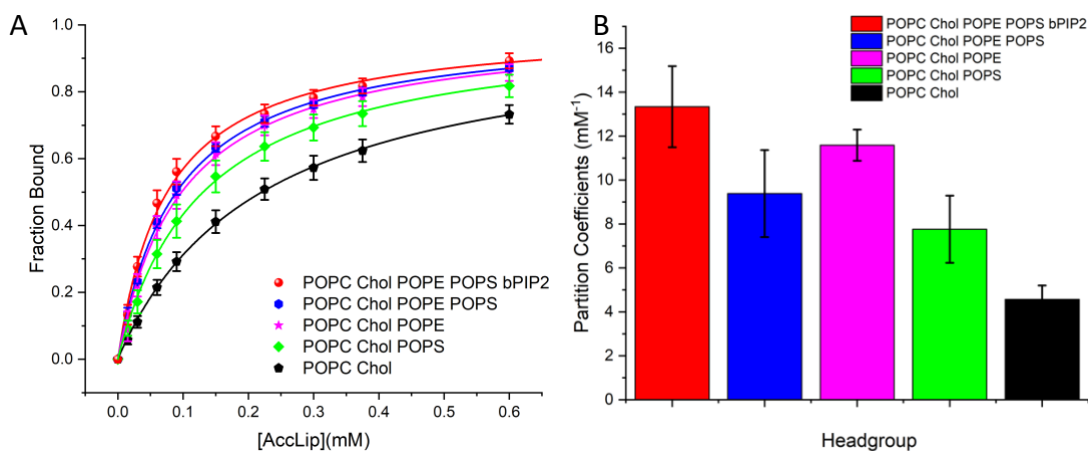 A
1.0
0.8
0.6
0.4
0.2
0.0
Fraction Bound
POPC Chol POPE POPS bPIP2
POPC Chol POPE POPS
POPC Chol POPE
POPC Chol POPS
POPC Chol
0.0 0.1 0.2 0.3 0.4 0.5 0.6
[AccLip](mM)
B
POPC Chol POPE POPS bPIP2
POPC Chol POPE POPS
POPC Chol POPE
POPC Chol POPS
POPC Chol
16
14
12
10
8
6
4
2
0
Partition Coefficients (mM⁻¹)
Headgroup